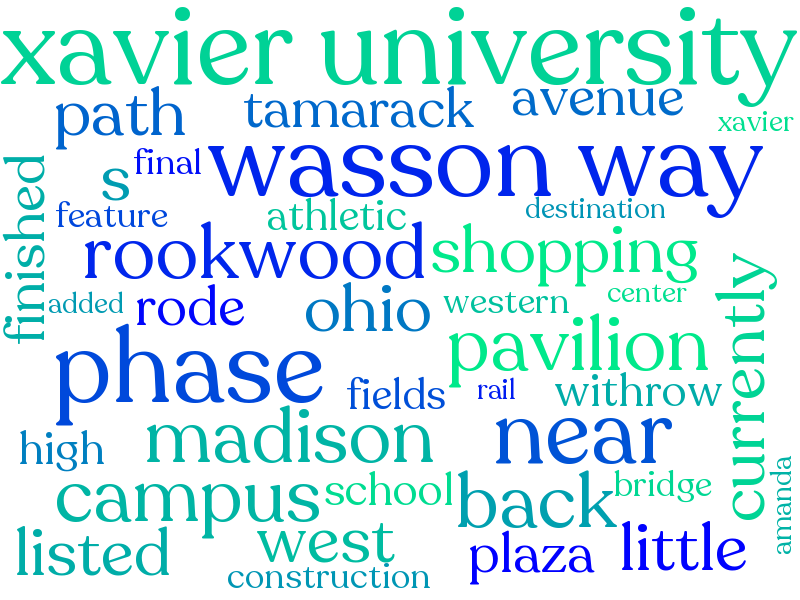 xavier university
path tamarack avenue
xavier
s final wasson way
finished
feature athletic destination
rookwood shopping
added rode ohio western center
currently
phase pavilion
fields rail withrow
high madison near
campus school back bridge
amanda
listed west plaza little
construction